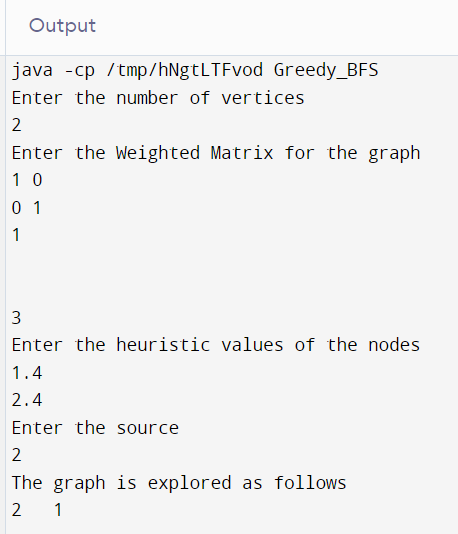 Output
java -cp /tmp/hNgtLTFvod Greedy_BFS
Enter the number of vertices
2
Enter the Weighted Matrix for the graph
1 0
0 1
1
3
Enter the heuristic values of the nodes
1.4
2.4
Enter the source
2
The graph is explored as follows
2   1